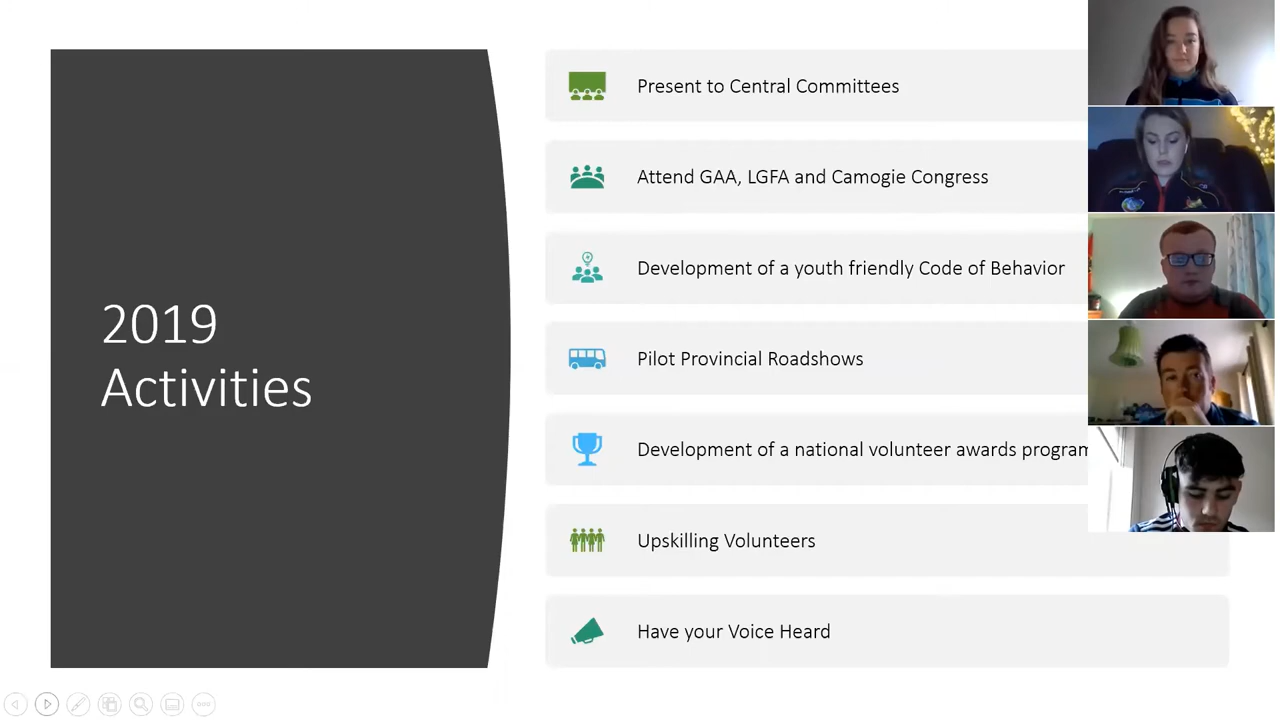 2019
Activities
Present to Central Committees
Attend GAA, LGFA and Camogie Congress
Development of a youth friendly Code of Behavior
Pilot Provincial Roadshows
Development of a national volunteer awards program
Upskilling Volunteers
Have your Voice Heard